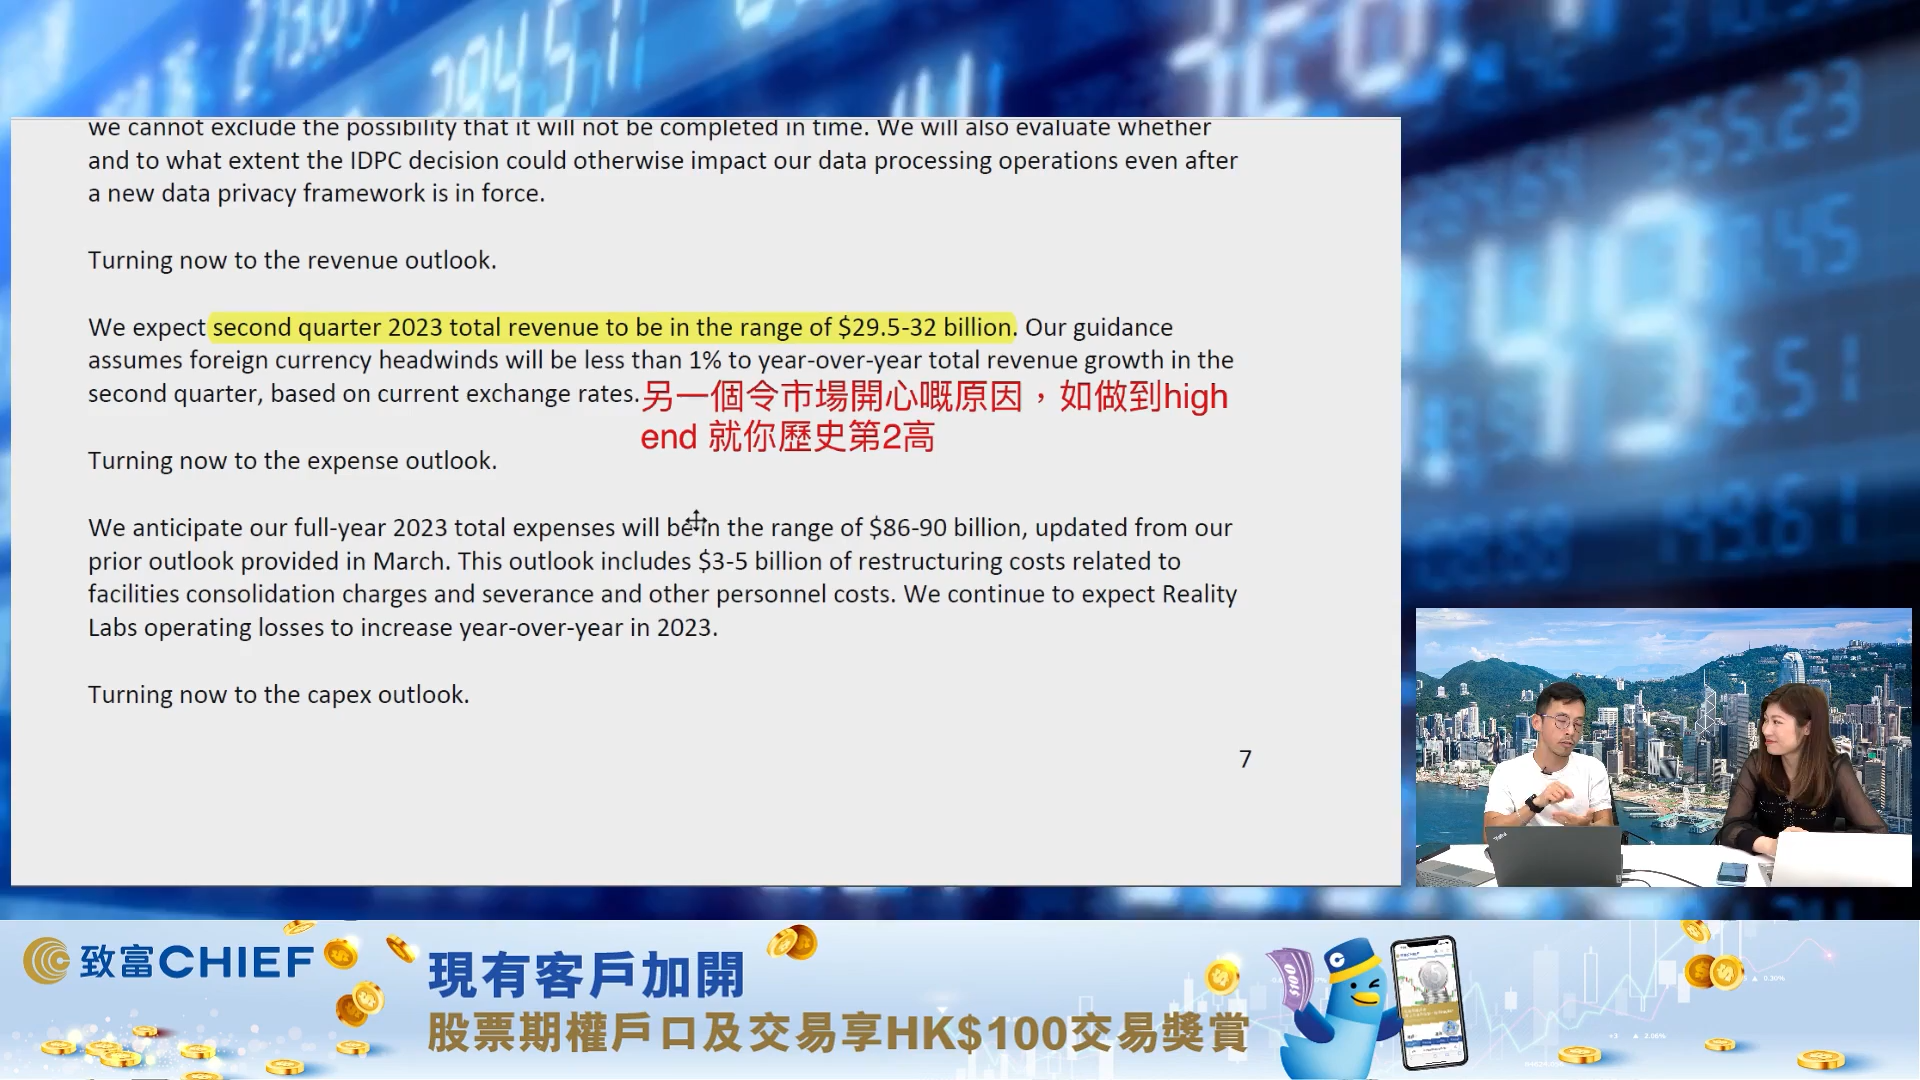 we cannot exclude the possibility that it will not be completed in time. We will also evaluate whether
and to what extent the IDPC decision could otherwise impact our data processing operations even after
a new data privacy framework is in force.
Turning now to the revenue outlook.
We expect second quarter 2023 total revenue to be in the range of $29.5-32 billion. Our guidance
assumes foreign currency headwinds will be less than 1% to year-over-year total revenue growth in the
second quarter, based on current exchange rates.
另一個令市場開心嘅原因，如做到high
end 就你歷史第2高
Turning now to the expense outlook.
We anticipate our full-year 2023 total expenses will be in the range of $86-90 billion, updated from our
prior outlook provided in March. This outlook includes $3-5 billion of restructuring costs related to
facilities consolidation charges and severance and other personnel costs. We continue to expect Reality
Labs operating losses to increase year-over-year in 2023.
Turning now to the capex outlook.
7
致富CHIEF
現有客戶加開
股票期權戶口及交易享HK$100交易獎賞
$100